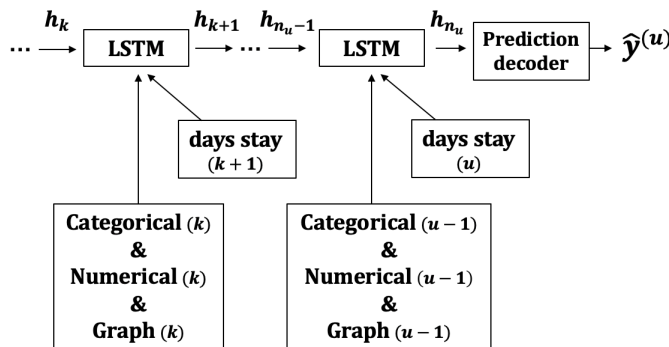 ... h_k h_{k+1} ... h_{n_u-1} h_{n_u}
LSTM LSTM Prediction decoder ŷ^{(u)}
days stay
(k + 1)
days stay
(u)
Categorical (k)
&
Numerical (k)
&
Graph (k)
Categorical (u − 1)
&
Numerical (u − 1)
&
Graph (u − 1)